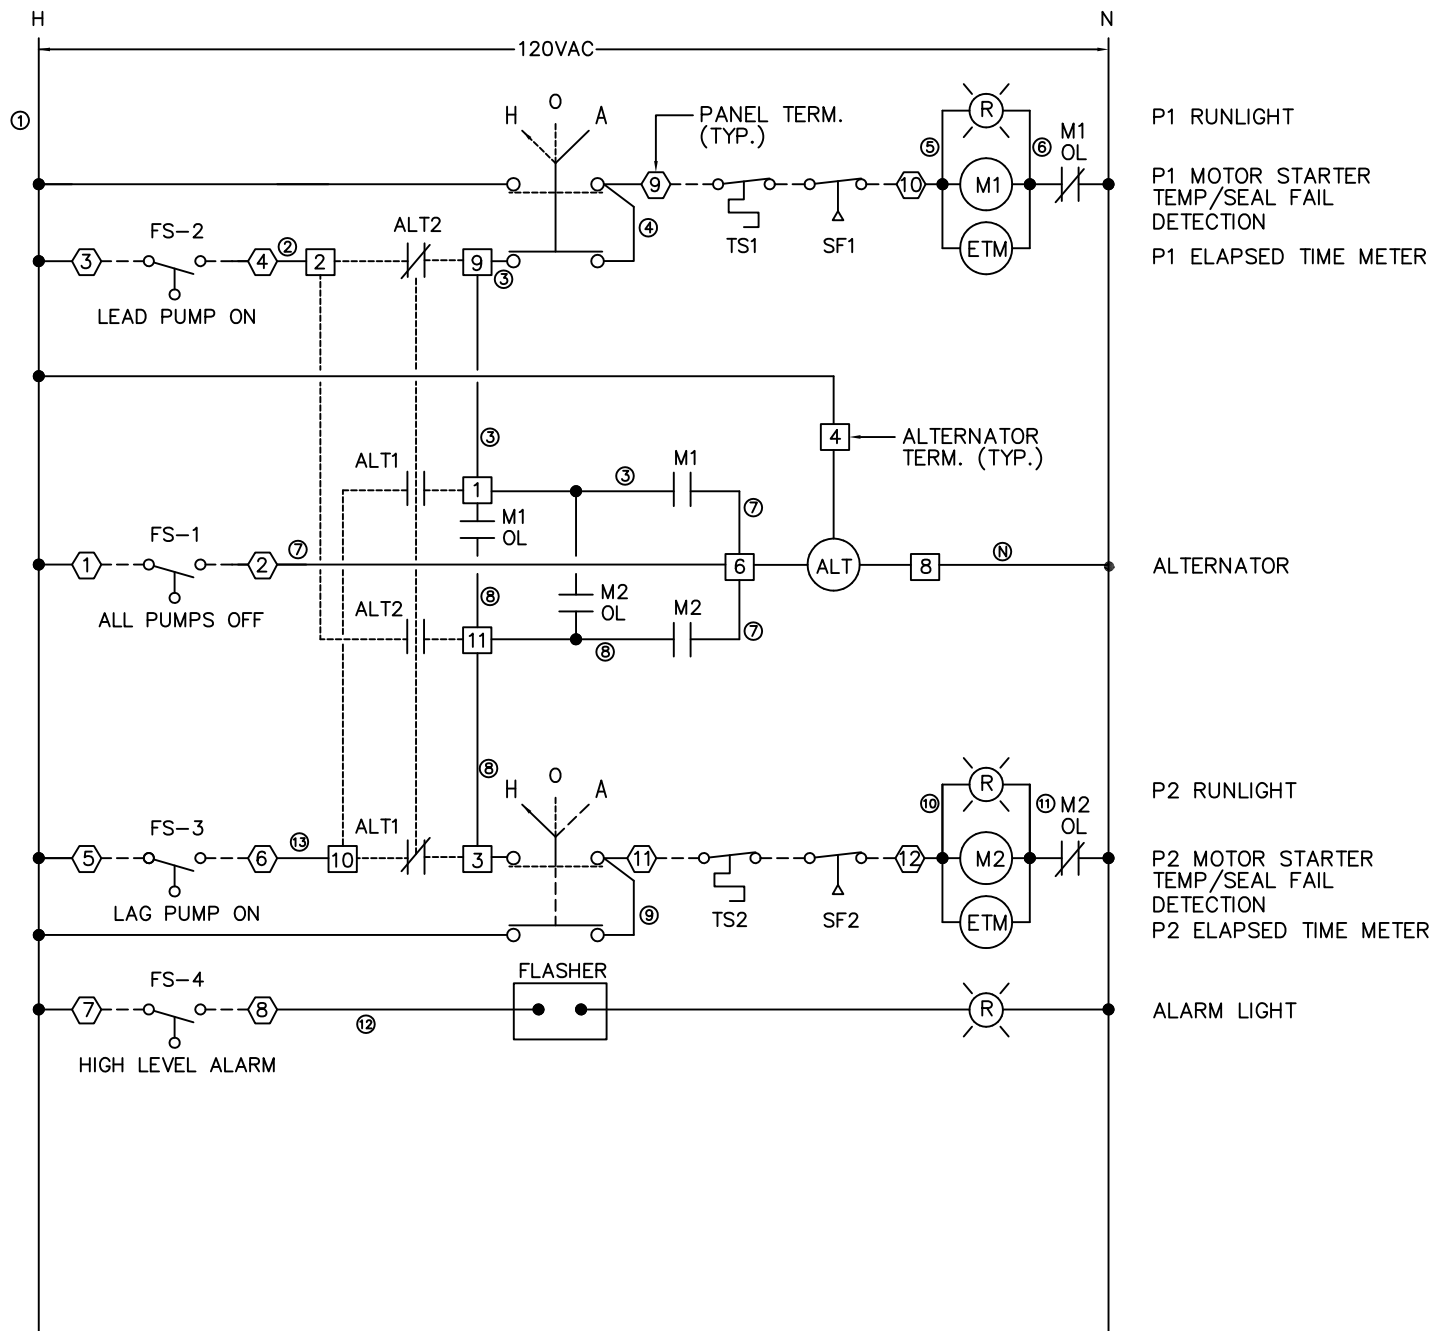 H
N
120VAC
①
H
O
A
PANEL TERM.
(TYP.)
9
④
TS1
SF1
10
⑤
R
M1
ETM
⑥
M1
OL
P1 RUNLIGHT
P1 MOTOR STARTER
TEMP/SEAL FAIL
DETECTION
P1 ELAPSED TIME METER
3
FS-2
4
②
2
ALT2
9
③
LEAD PUMP ON
4
ALTERNATOR
TERM. (TYP.)
③
ALT1
1
③
M1
⑦
M1
OL
1
FS-1
2
⑦
6
ALT
8
Ⓝ
ALTERNATOR
ALL PUMPS OFF
⑧
M2
OL
ALT2
11
⑧
M2
⑦
⑧
H
O
A
5
FS-3
6
⑬
10
ALT1
3
LAG PUMP ON
11
⑨
TS2
SF2
12
⑩
R
M2
ETM
⑪
M2
OL
P2 RUNLIGHT
P2 MOTOR STARTER
TEMP/SEAL FAIL
DETECTION
P2 ELAPSED TIME METER
7
FS-4
8
⑫
FLASHER
R
ALARM LIGHT
HIGH LEVEL ALARM